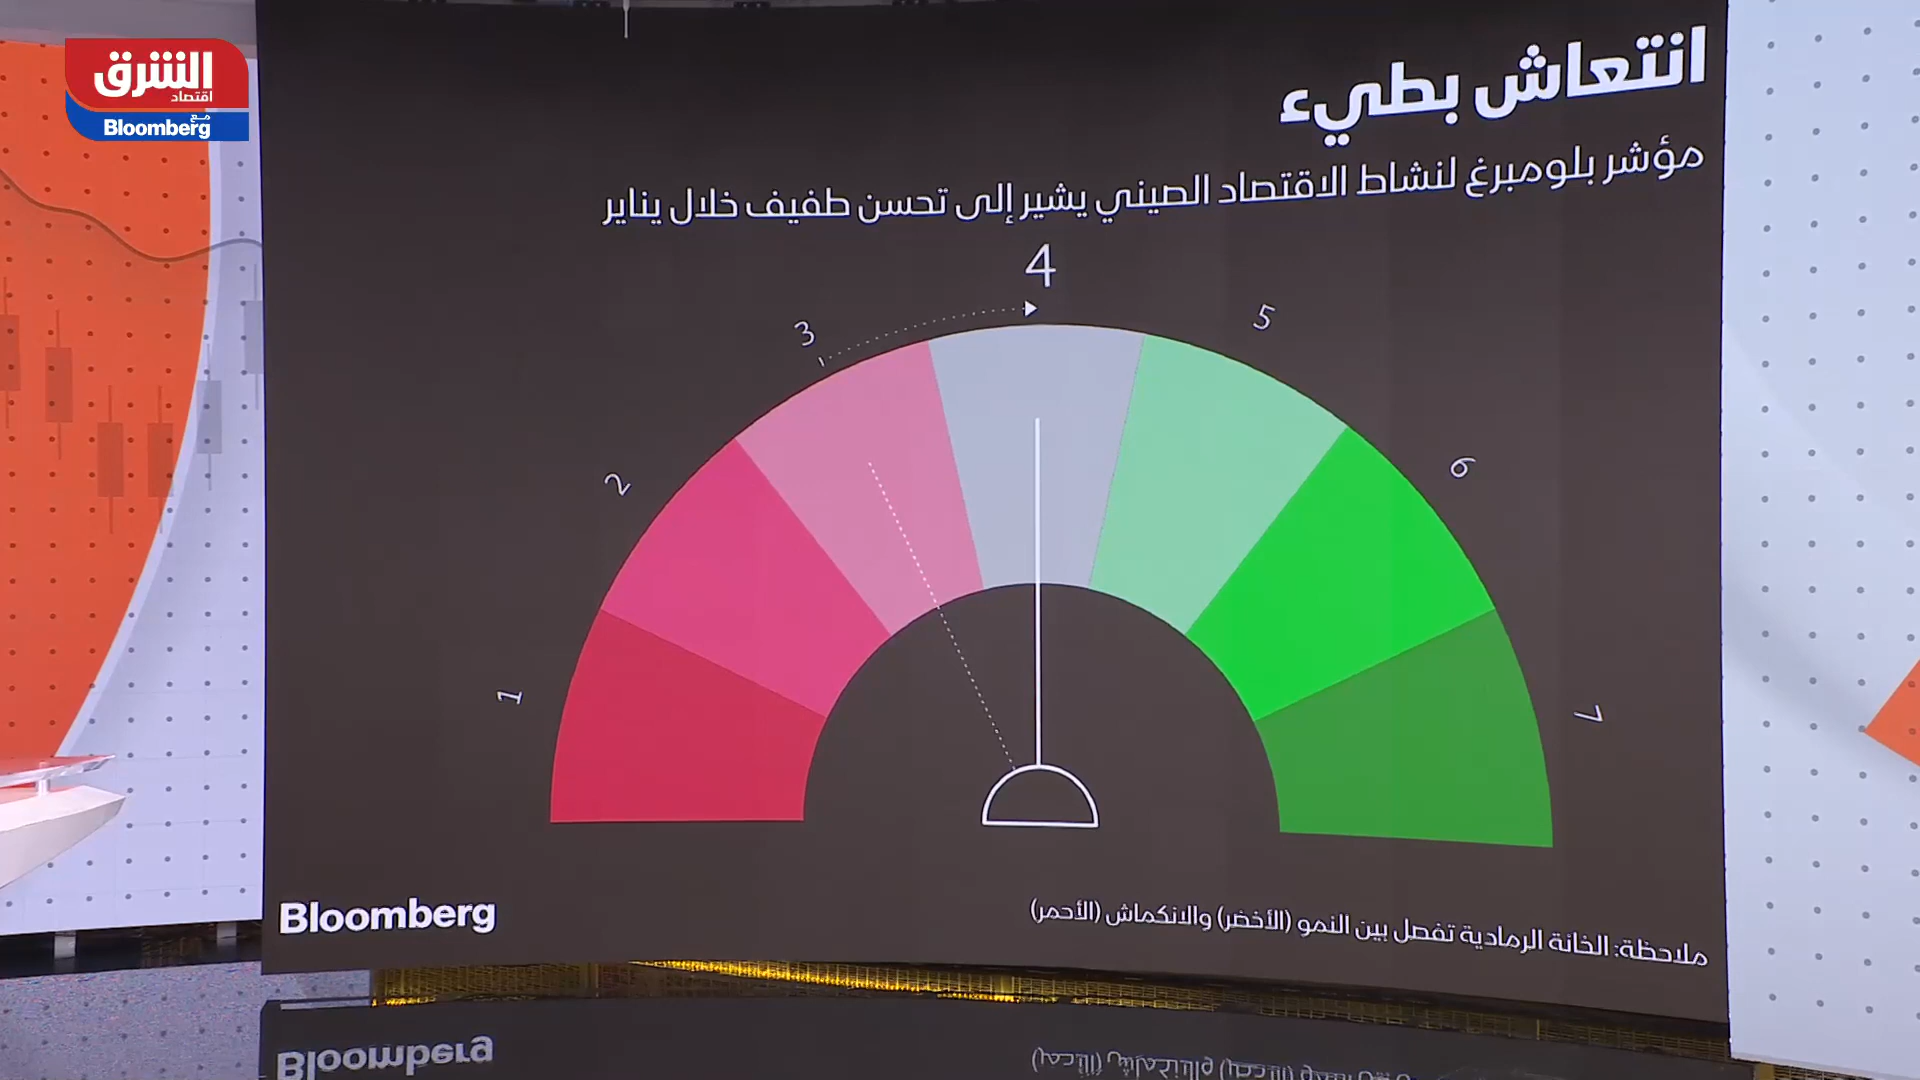 الشرق
اقتصاد
مع
Bloomberg
انتعاش بطيء
مؤشر بلومبرغ لنشاط الاقتصاد الصيني يشير إلى تحسن طفيف خلال يناير
1
2
3
4
5
6
7
Bloomberg
ملاحظة: الخانة الرمادية تفصل بين النمو (الأخضر) والانكماش (الأحمر)